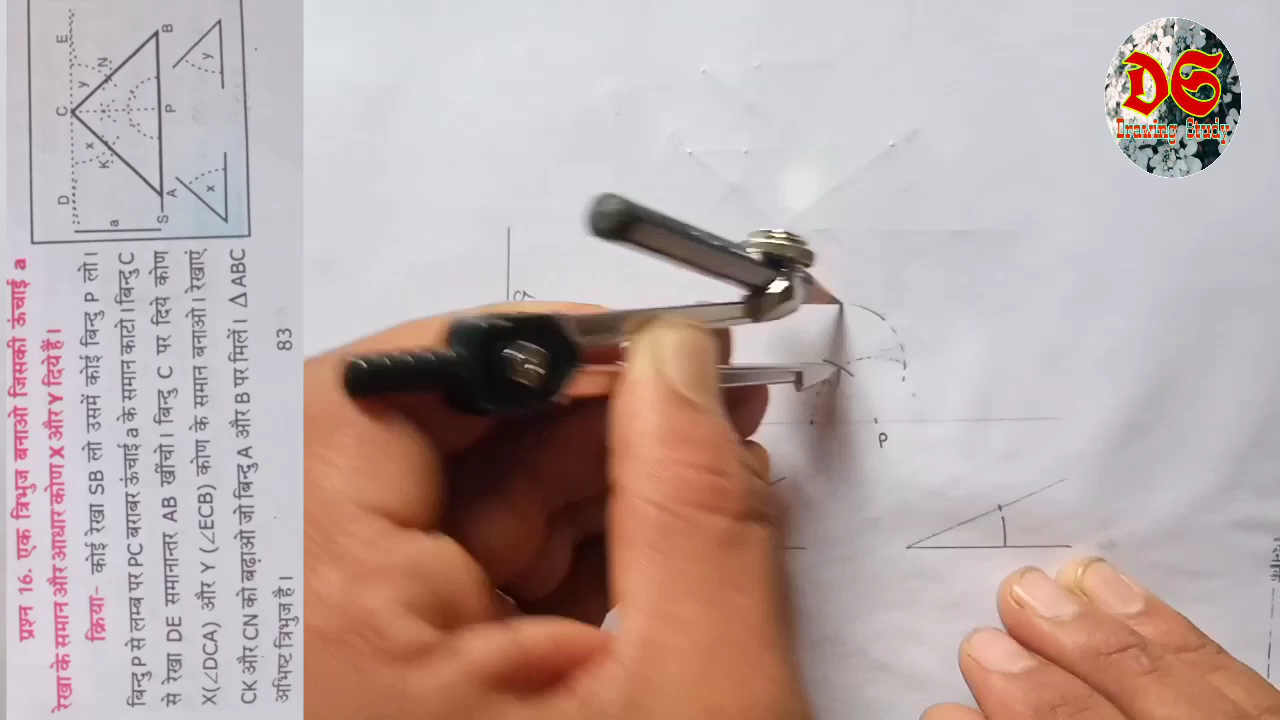 प्रश्न 16. एक त्रिभुज बनाओ जिसकी ऊंचाई a
रेखा के समान और आधार कोण X और Y दिये हैं।
क्रिया– कोई रेखा SB लो उसमें कोई बिन्दु P लो।
बिन्दु P से लम्ब पर PC बराबर ऊंचाई a के समान काटो। बिन्दु C
से रेखा DE समानान्तर AB खींचो। बिन्दु C पर दिये कोण
X(∠DCA) और Y (∠ECB) कोण के समान बनाओ। रेखाएं
CK और CN को बढ़ाओ जो बिन्दु A और B पर मिलें। △ ABC
अभिष्ट त्रिभुज है।
83
D C E
x y
K N
a
S A P B
x y
P
DS
Drawing Study